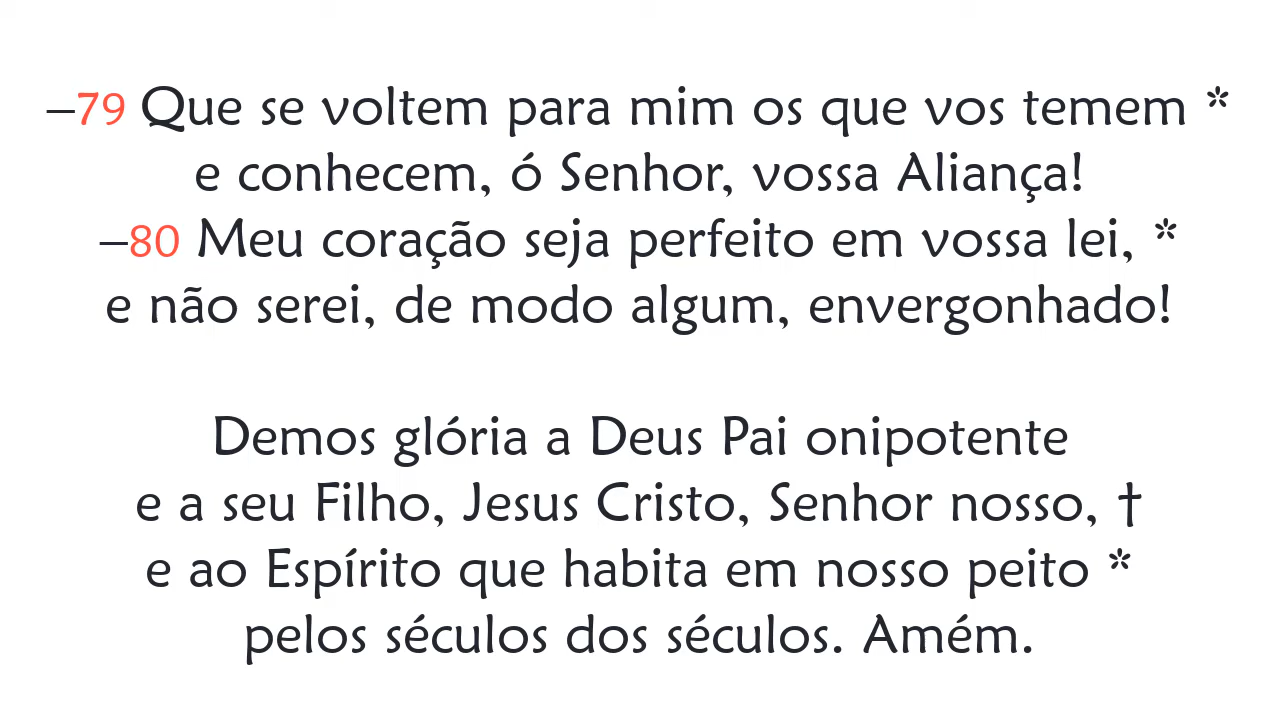 –79 Que se voltem para mim os que vos temem *
e conhecem, ó Senhor, vossa Aliança!
–80 Meu coração seja perfeito em vossa lei, *
e não serei, de modo algum, envergonhado!
Demos glória a Deus Pai onipotente
e a seu Filho, Jesus Cristo, Senhor nosso, †
e ao Espírito que habita em nosso peito *
pelos séculos dos séculos. Amém.